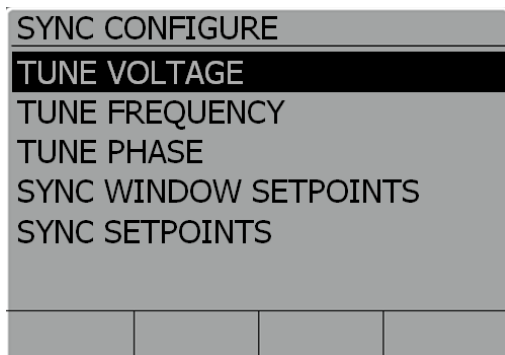 SYNC CONFIGURE
TUNE VOLTAGE
TUNE FREQUENCY
TUNE PHASE
SYNC WINDOW SETPOINTS
SYNC SETPOINTS